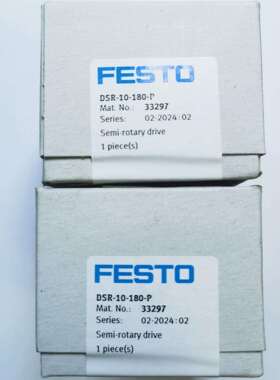 FESTO
DSR-10-180-P
Mat. No.: 33297
Series: 02-2024:02
Semi-rotary drive
1 piece(s)
FESTO
DSR-10-180-P
Mat. No.: 33297
Series: 02-2024:02
Semi-rotary drive
1 piece(s)